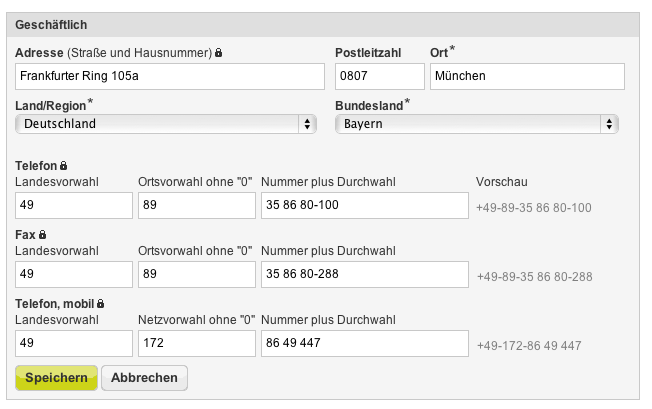 Geschäftlich
Adresse (Straße und Hausnummer) Postleitzahl Ort*
Frankfurter Ring 105a 0807 München
Land/Region* Bundesland*
Deutschland Bayern
Telefon
Landesvorwahl Ortsvorwahl ohne "0" Nummer plus Durchwahl Vorschau
49 89 35 86 80-100 +49-89-35 86 80-100
Fax
Landesvorwahl Ortsvorwahl ohne "0" Nummer plus Durchwahl
49 89 35 86 80-288 +49-89-35 86 80-288
Telefon, mobil
Landesvorwahl Netzvorwahl ohne "0" Nummer plus Durchwahl
49 172 86 49 447 +49-172-86 49 447
Speichern Abbrechen